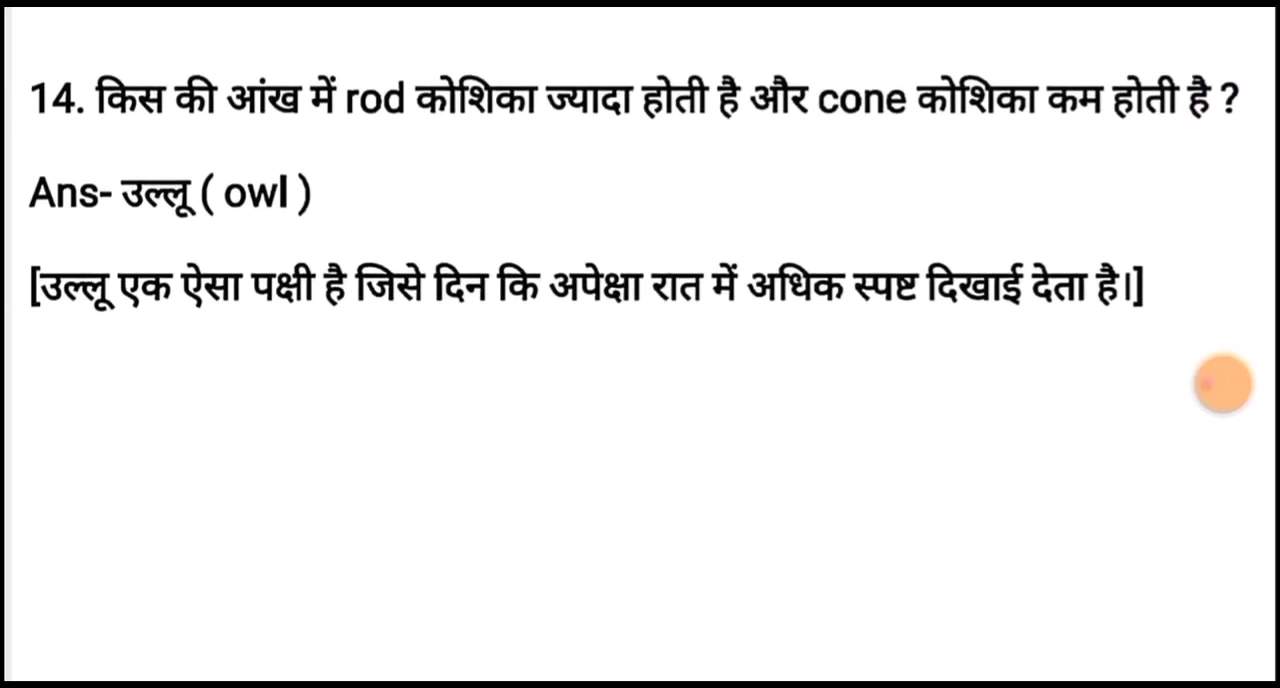 14. किस की आंख में rod कोशिका ज्यादा होती है और cone कोशिका कम होती है ?
Ans- उल्लू ( owl )
[उल्लू एक ऐसा पक्षी है जिसे दिन कि अपेक्षा रात में अधिक स्पष्ट दिखाई देता है।]